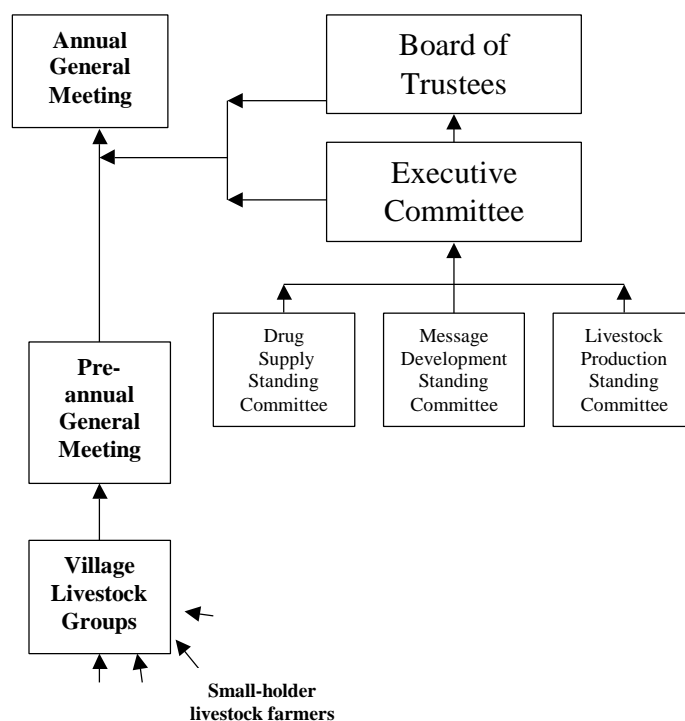 Annual
General
Meeting
Board of
Trustees
Executive
Committee
Drug
Supply
Standing
Committee
Message
Development
Standing
Committee
Livestock
Production
Standing
Committee
Pre-
annual
General
Meeting
Village
Livestock
Groups
Small-holder
livestock farmers